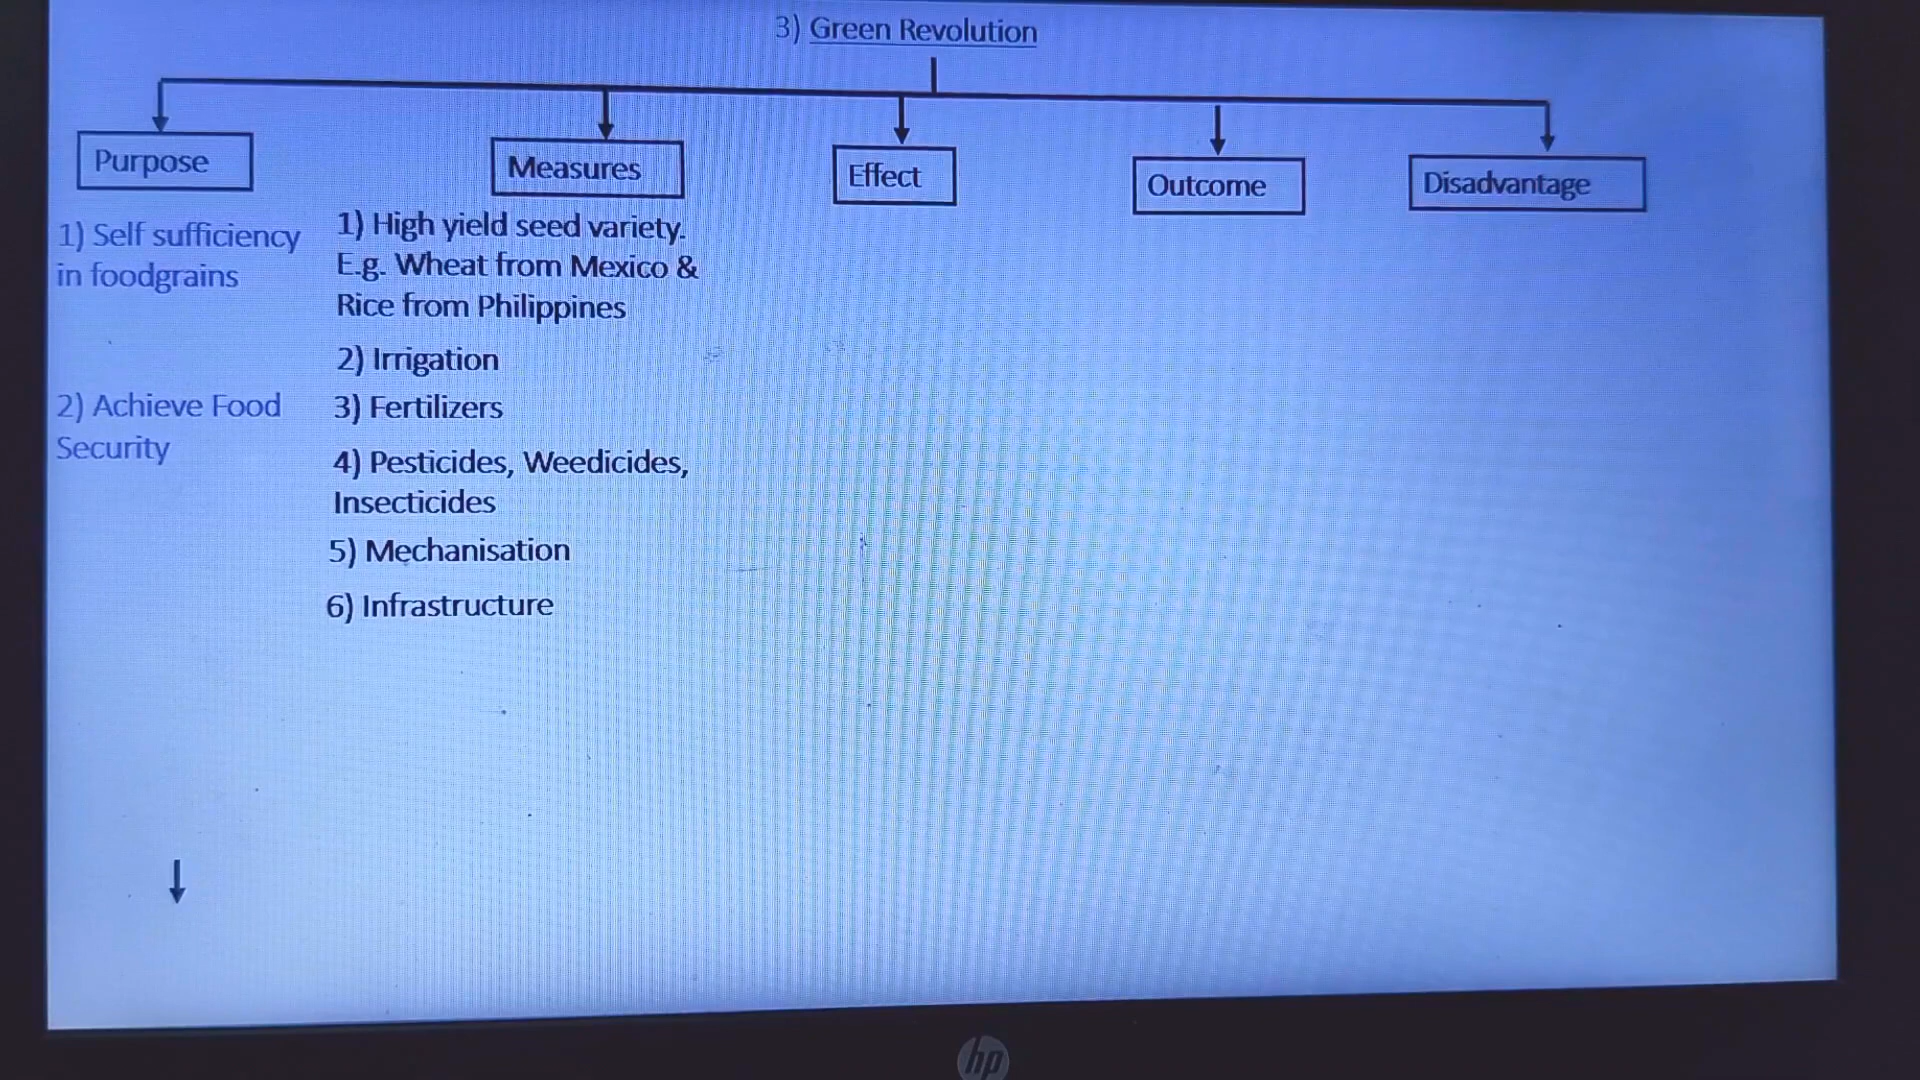 3) Green Revolution
Purpose
Measures
Effect
Outcome
Disadvantage
1) Self sufficiency
in foodgrains
2) Achieve Food
Security
1) High yield seed variety.
E.g. Wheat from Mexico &
Rice from Philippines
2) Irrigation
3) Fertilizers
4) Pesticides, Weedicides,
Insecticides
5) Mechanisation
6) Infrastructure
hp